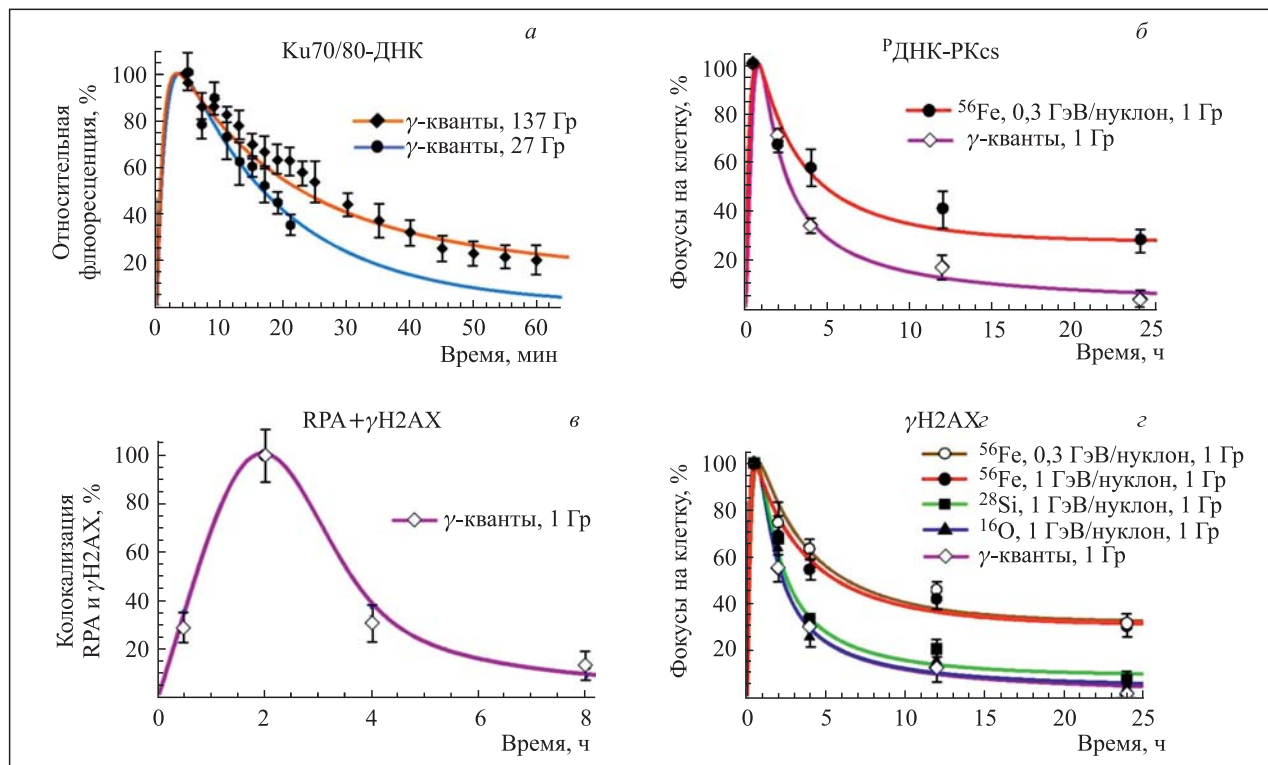 Ku70/80-ДНК
а
Относительная
флюоресценция, %
100
80
60
40
20
γ-кванты, 137 Гр
γ-кванты, 27 Гр
0 10 20 30 40 50 60
Время, мин
PДНК-PKcs
б
Фокусы на клетку, %
100
80
60
40
20
56Fe, 0,3 ГэВ/нуклон, 1 Гр
γ-кванты, 1 Гр
0 5 10 15 20 25
Время, ч
RPA+γH2AX
в
Колокализация
RPA и γH2AX, %
100
80
60
40
20
γ-кванты, 1 Гр
0 2 4 6 8
Время, ч
γH2AXг
г
Фокусы на клетку, %
100
80
60
40
20
56Fe, 0,3 ГэВ/нуклон, 1 Гр
56Fe, 1 ГэВ/нуклон, 1 Гр
28Si, 1 ГэВ/нуклон, 1 Гр
16O, 1 ГэВ/нуклон, 1 Гр
γ-кванты, 1 Гр
0 5 10 15 20 25
Время, ч